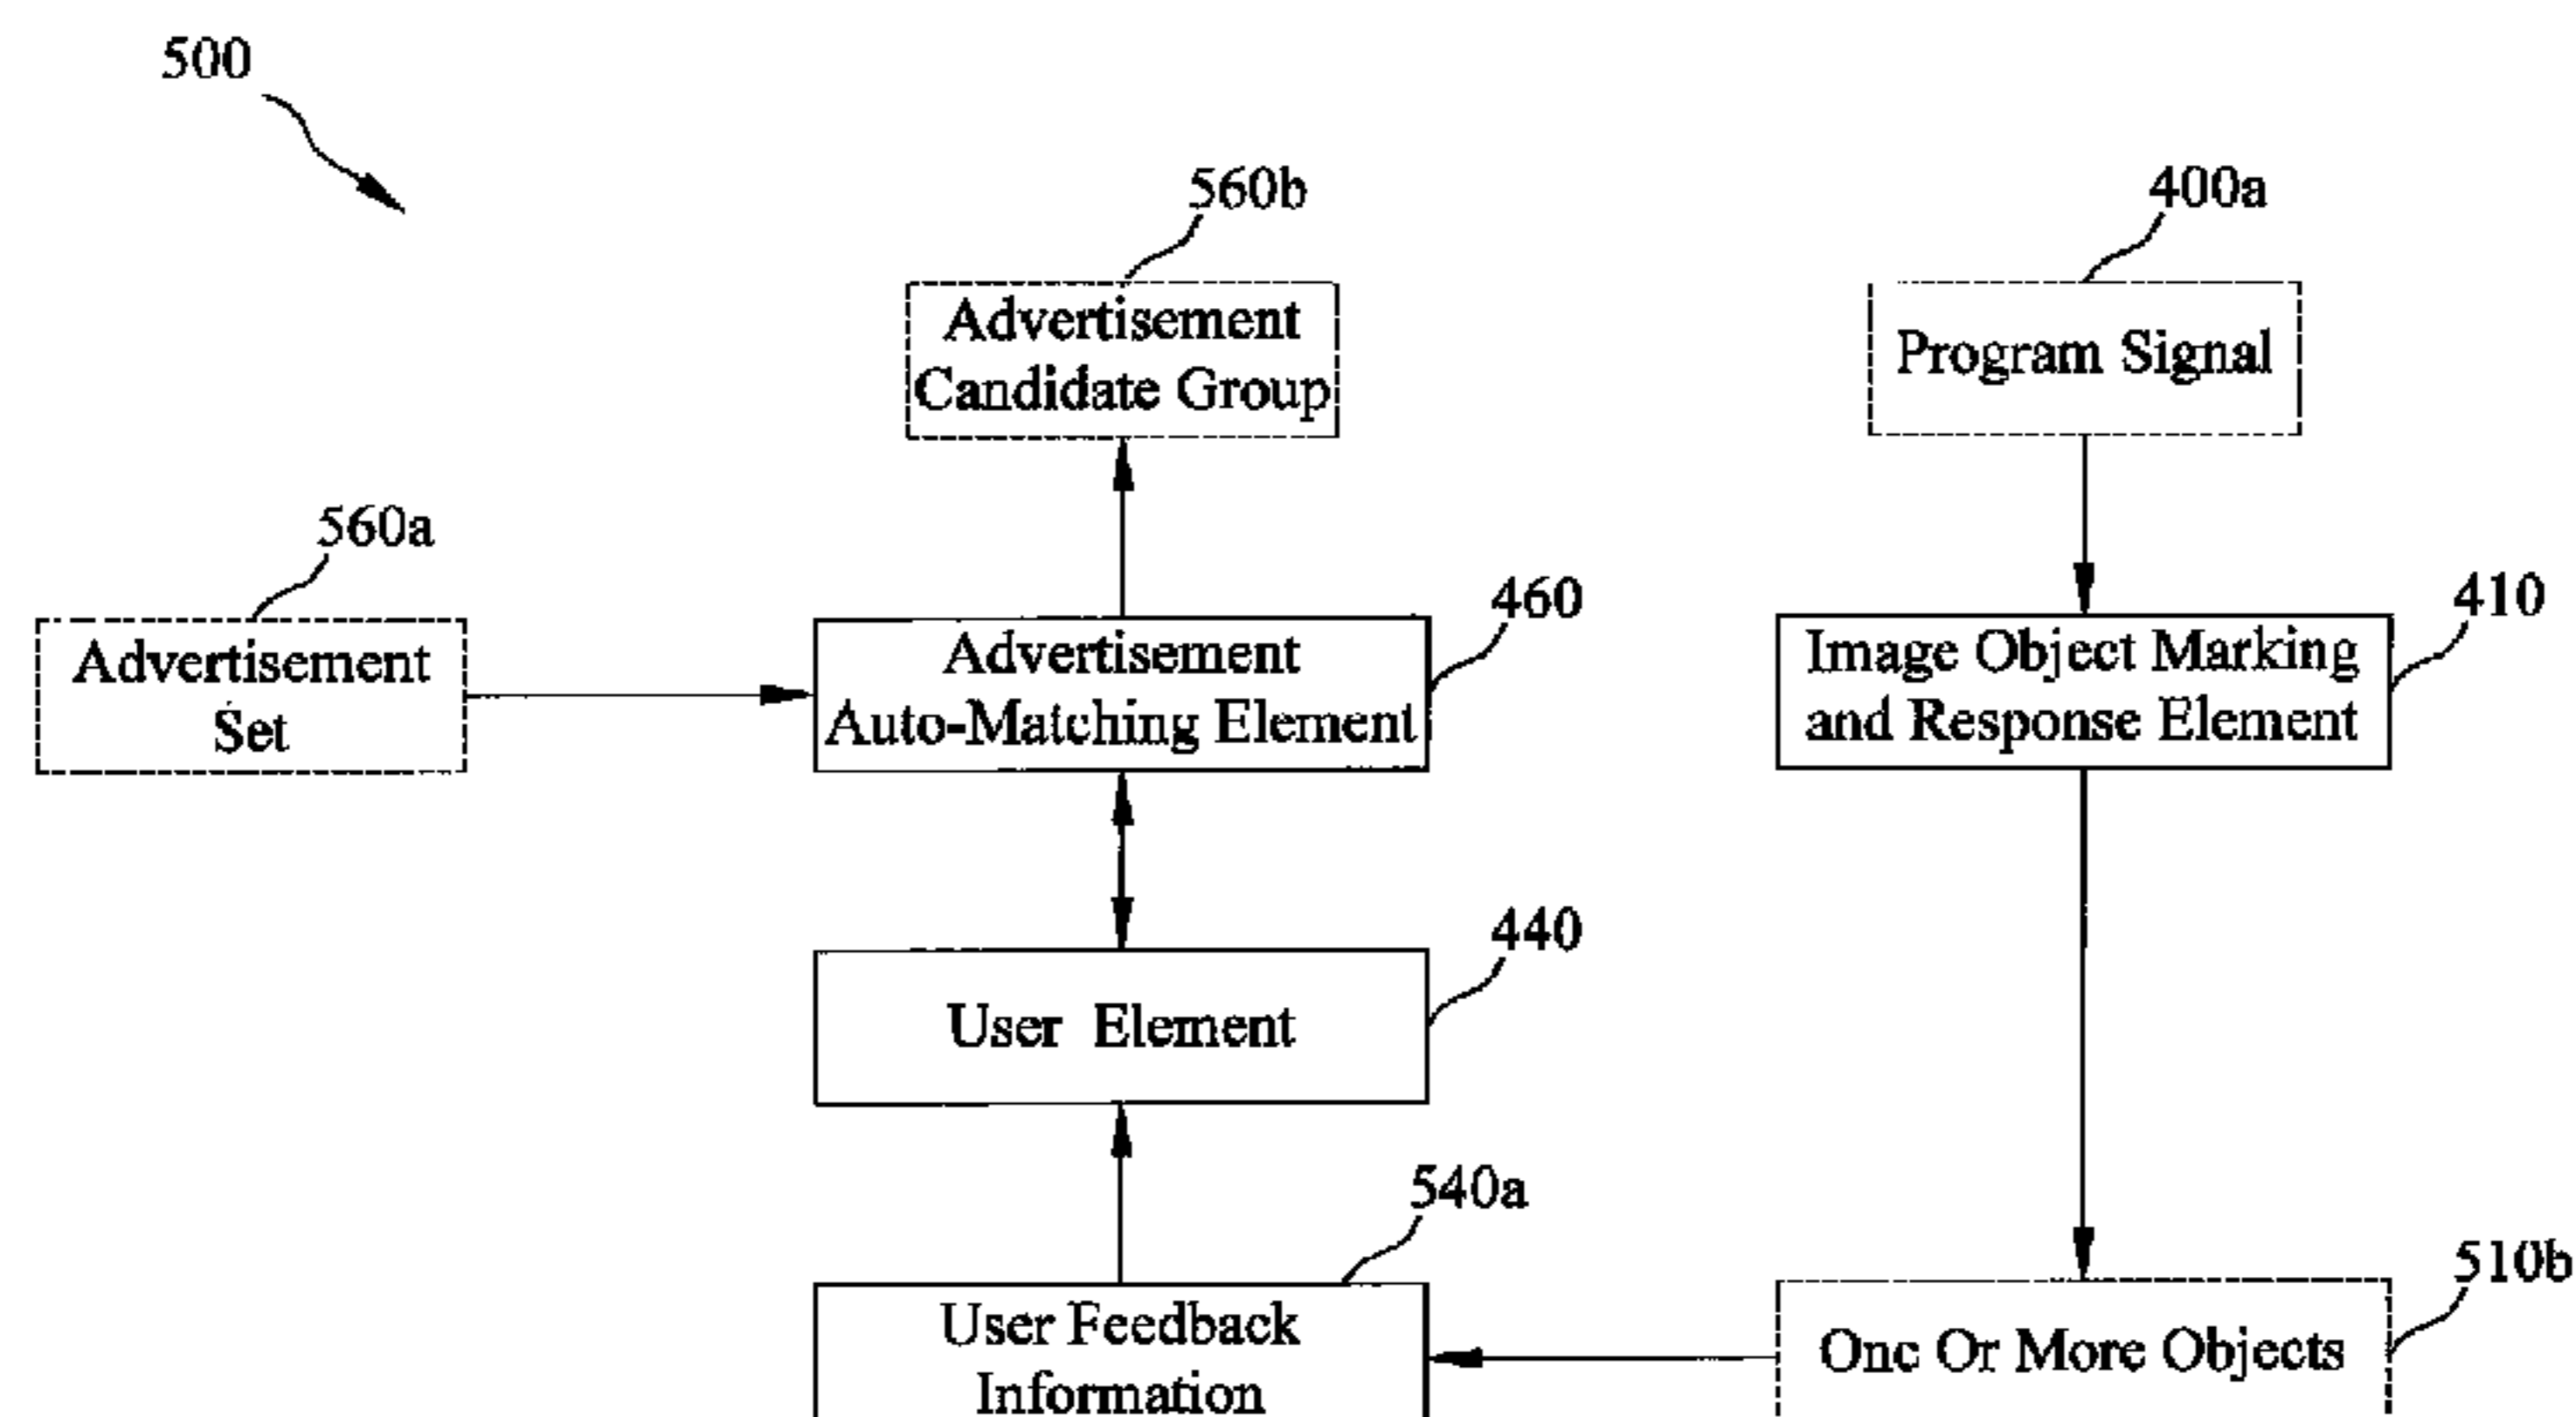 500
560b
400a
Advertisement
Candidate Group
Program Signal
560a
460
410
Advertisement
Set
Advertisement
Auto-Matching Element
Image Object Marking
and Response Element
440
User Element
540a
510b
User Feedback
Information
One Or More Objects